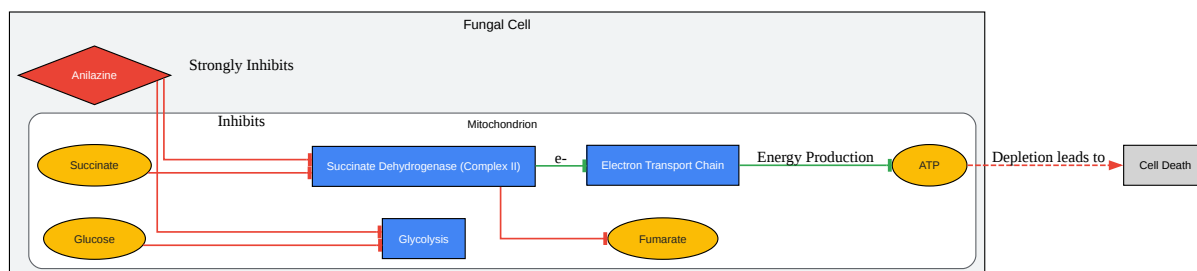 Fungal Cell
Anilazine
Strongly Inhibits
Inhibits
Mitochondrion
Succinate
Succinate Dehydrogenase (Complex II)
e-
Electron Transport Chain
Energy Production
ATP
Depletion leads to
Cell Death
Glucose
Glycolysis
Fumarate